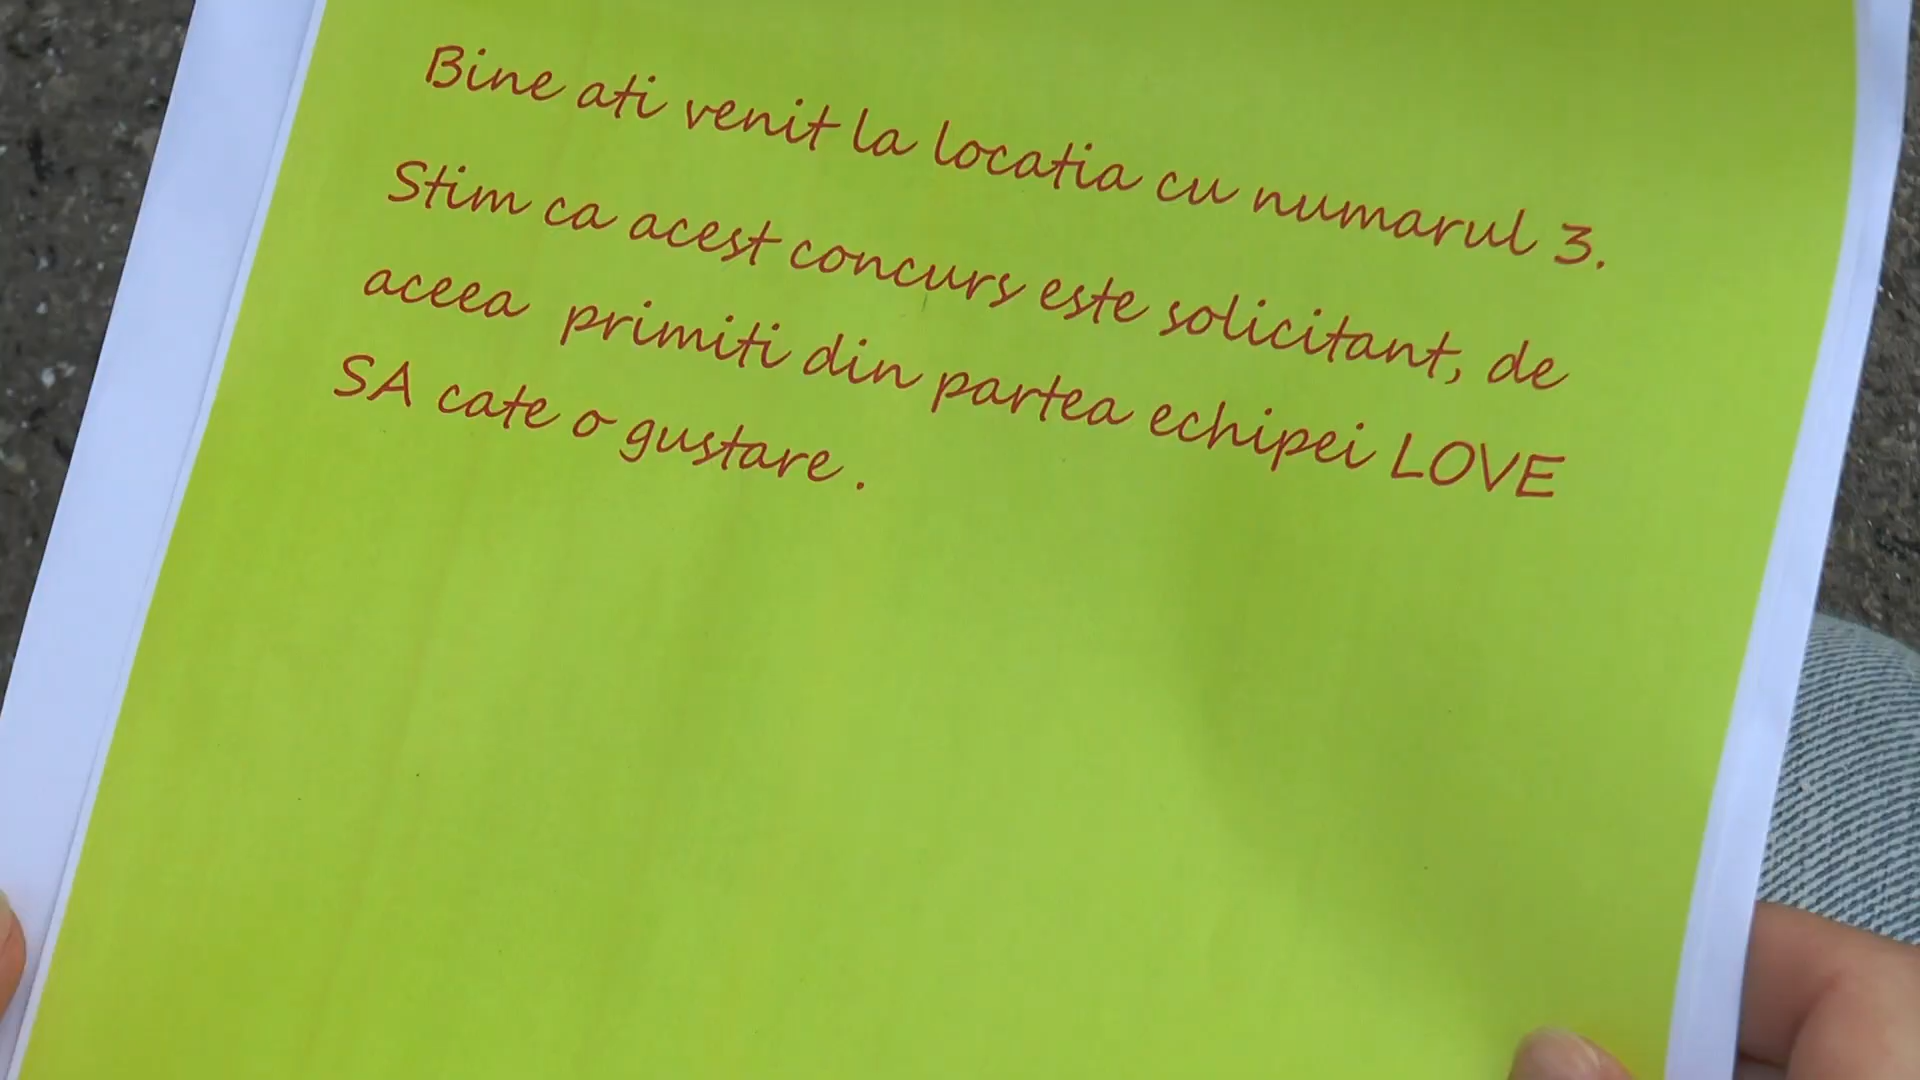 Bine ati venit la locatia cu numarul 3.
Stim ca acest concurs este solicitant, de
aceea primiti din partea echipei LOVE
SA cate o gustare .